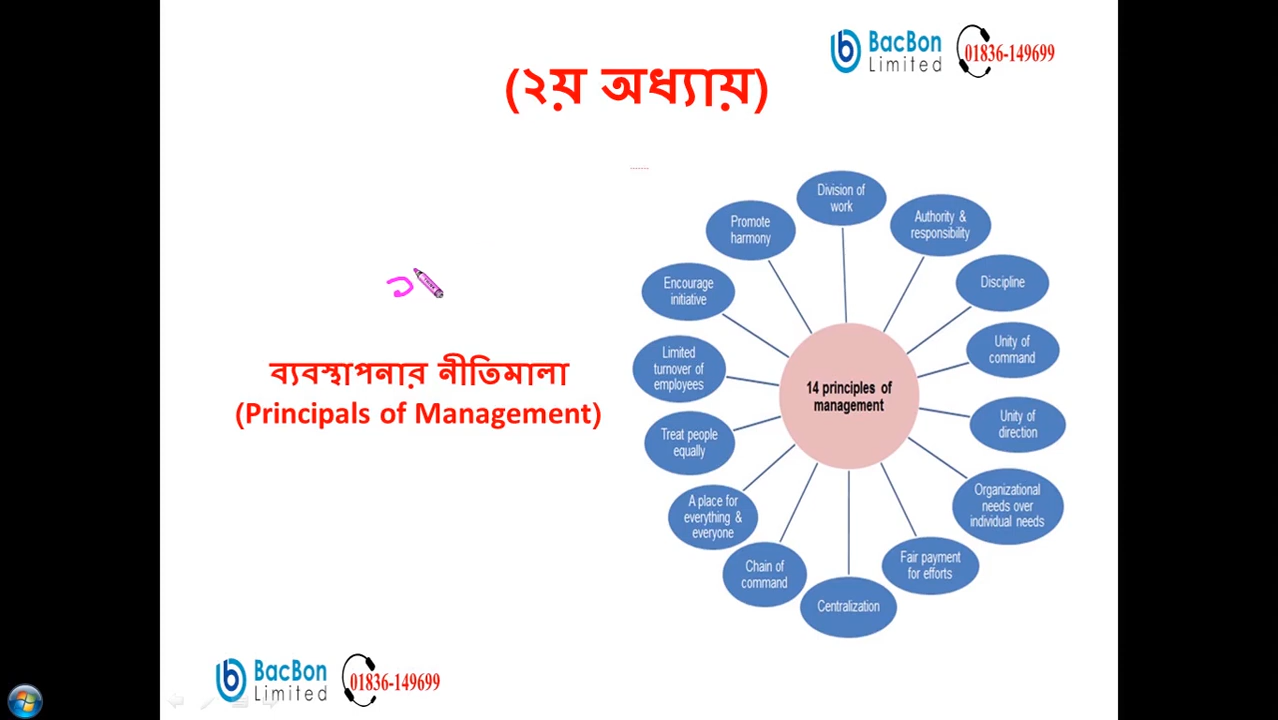 BacBon
Limited
01836-149699
(২য় অধ্যায়)
ব্যবস্থাপনার নীতিমালা
(Principals of Management)
14 principles of
management
Division of
work
Authority &
responsibility
Discipline
Unity of
command
Unity of
direction
Organizational
needs over
individual needs
Fair payment
for efforts
Centralization
Chain of
command
A place for
everything &
everyone
Treat people
equally
Limited
turnover of
employees
Encourage
initiative
Promote
harmony
BacBon
Limited
01836-149699